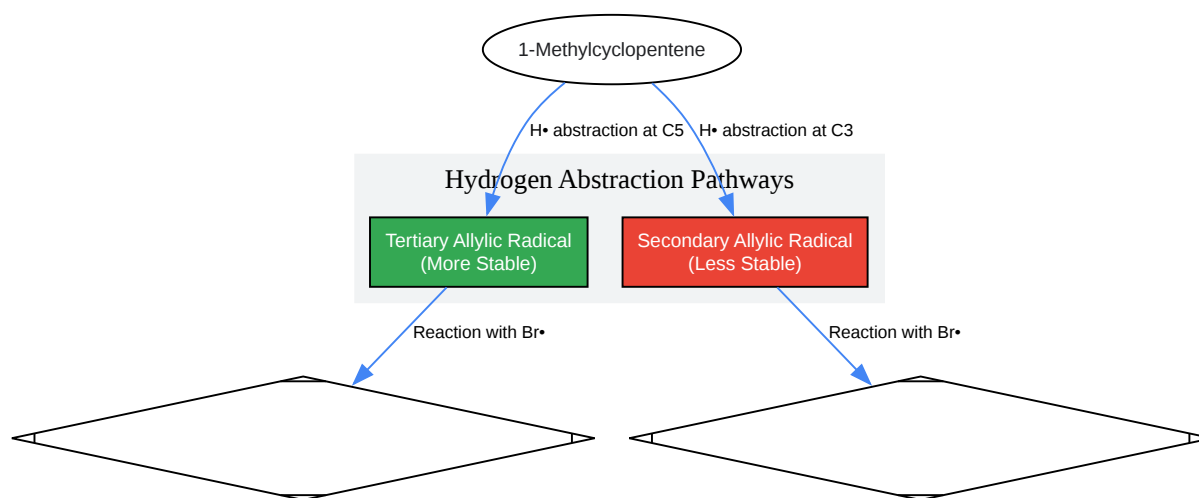 1-Methylcyclopentene
H• abstraction at C5
H• abstraction at C3
Hydrogen Abstraction Pathways
Tertiary Allylic Radical
(More Stable)
Secondary Allylic Radical
(Less Stable)
Reaction with Br•
Reaction with Br•